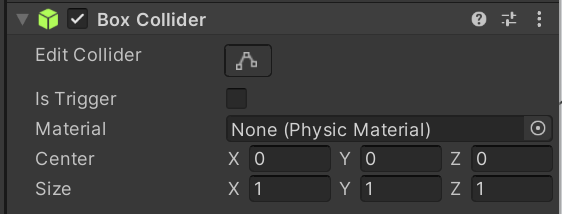 Box Collider
Edit Collider
Is Trigger
Material None (Physic Material)
Center X 0 Y 0 Z 0
Size X 1 Y 1 Z 1